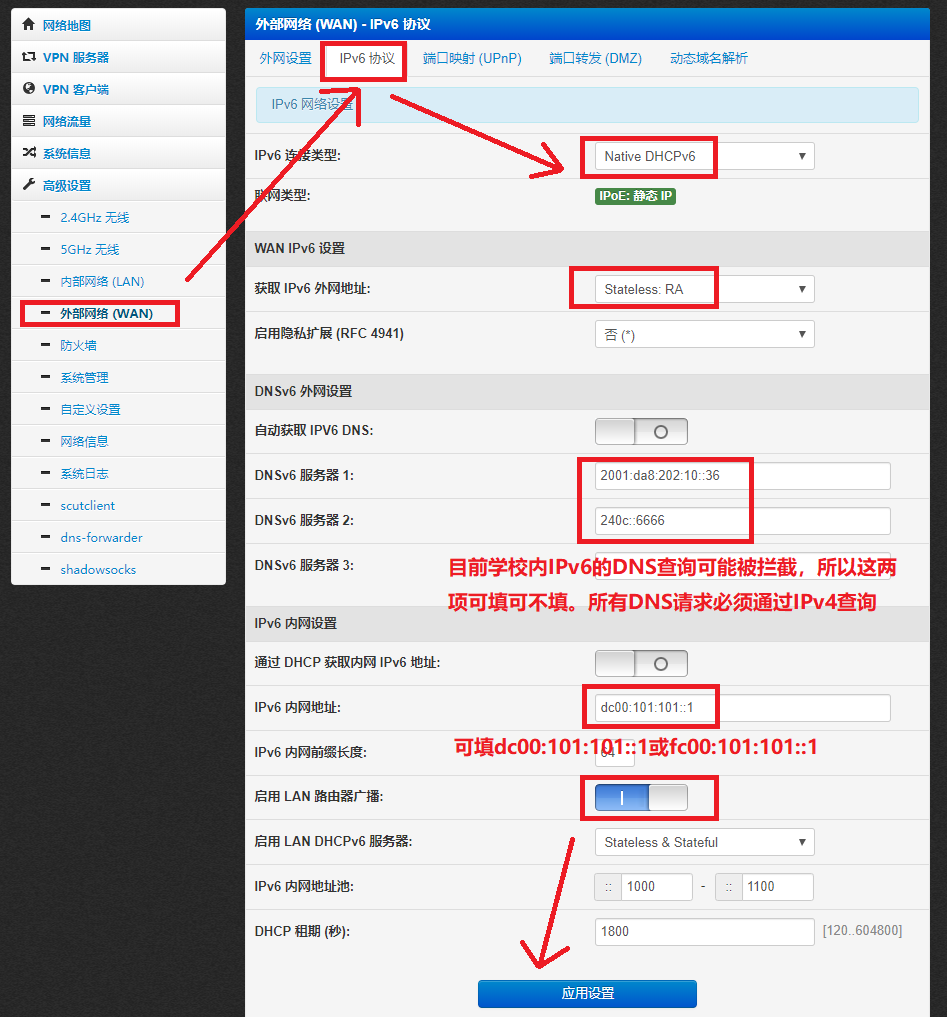 网络地图
VPN 服务器
VPN 客户端
网络流量
系统信息
高级设置
2.4GHz 无线
5GHz 无线
内部网络 (LAN)
外部网络 (WAN)
防火墙
系统管理
自定义设置
网络信息
系统日志
scutclient
dns-forwarder
shadowsocks
外部网络 (WAN) - IPv6 协议
外网设置 IPv6 协议 端口映射 (UPnP) 端口转发 (DMZ) 动态域名解析
IPv6 网络设置
IPv6 连接类型: Native DHCPv6
联网类型: IPoE: 静态 IP
WAN IPv6 设置
获取 IPv6 外网地址: Stateless: RA
启用隐私扩展 (RFC 4941) 否 (*)
DNSv6 外网设置
自动获取 IPV6 DNS:
DNSv6 服务器 1: 2001:da8:202:10::36
DNSv6 服务器 2: 240c::6666
DNSv6 服务器 3:
目前学校内IPv6的DNS查询可能被拦截，所以这两
项可填可不填。所有DNS请求必须通过IPv4查询
IPv6 内网设置
通过 DHCP 获取内网 IPv6 地址:
IPv6 内网地址: dc00:101:101::1
可填dc00:101:101::1或fc00:101:101::1
IPv6 内网前缀长度: 64
启用 LAN 路由器广播:
启用 LAN DHCPv6 服务器: Stateless & Stateful
IPv6 内网地址池: :: 1000 - :: 1100
DHCP 租期 (秒): 1800 [120..604800]
应用设置